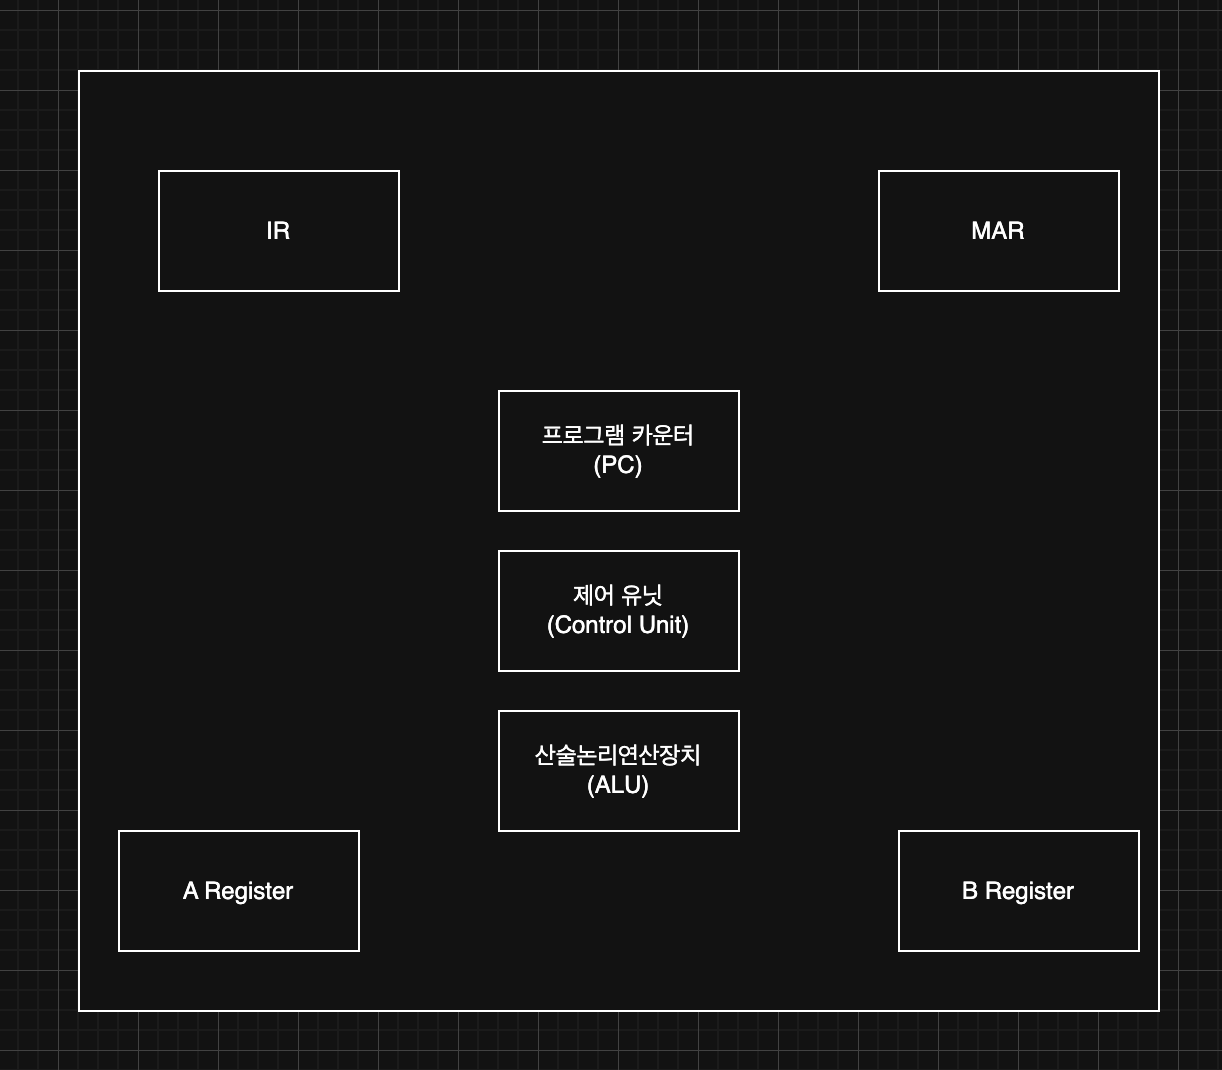 IR
MAR
프로그램 카운터
(PC)
제어 유닛
(Control Unit)
산술논리연산장치
(ALU)
A Register
B Register